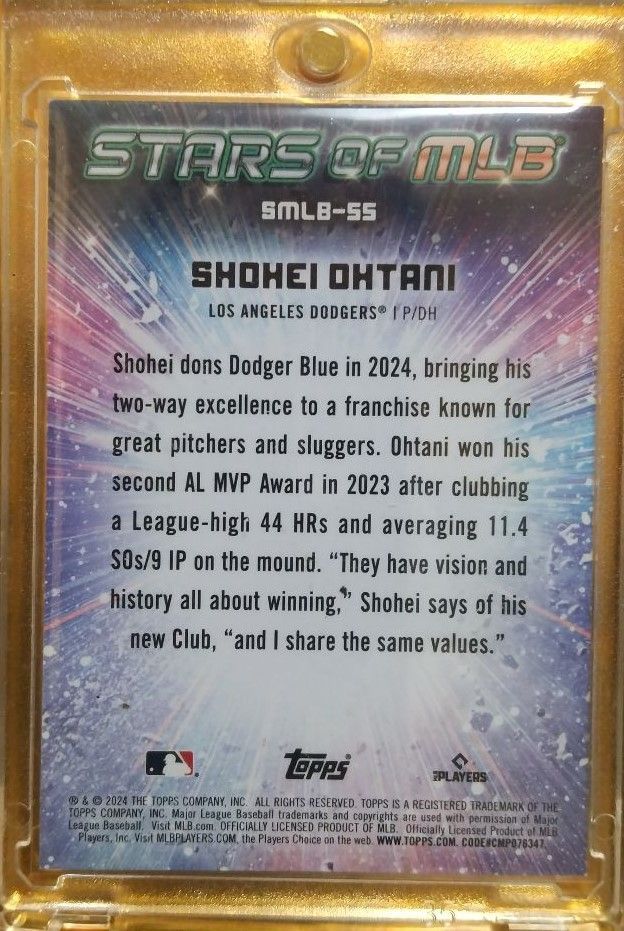 STARS OF MLB®
SMLB-55
SHOHEI OHTANI
LOS ANGELES DODGERS® | P/DH
Shohei dons Dodger Blue in 2024, bringing his
two-way excellence to a franchise known for
great pitchers and sluggers. Ohtani won his
second AL MVP Award in 2023 after clubbing
a League-high 44 HRs and averaging 11.4
SOs/9 IP on the mound. “They have vision and
history all about winning,” Shohei says of his
new Club, “and I share the same values.”
Topps®
PLAYERS
® & © 2024 THE TOPPS COMPANY, INC. ALL RIGHTS RESERVED. TOPPS IS A REGISTERED TRADEMARK OF THE
TOPPS COMPANY, INC. Major League Baseball trademarks and copyrights are used with permission of Major
League Baseball. Visit MLB.com. OFFICIALLY LICENSED PRODUCT OF MLB. Officially Licensed Product of MLB
Players, Inc. Visit MLBPLAYERS.COM, the Players Choice on the web. WWW.TOPPS.COM. CODE#CMP076347.